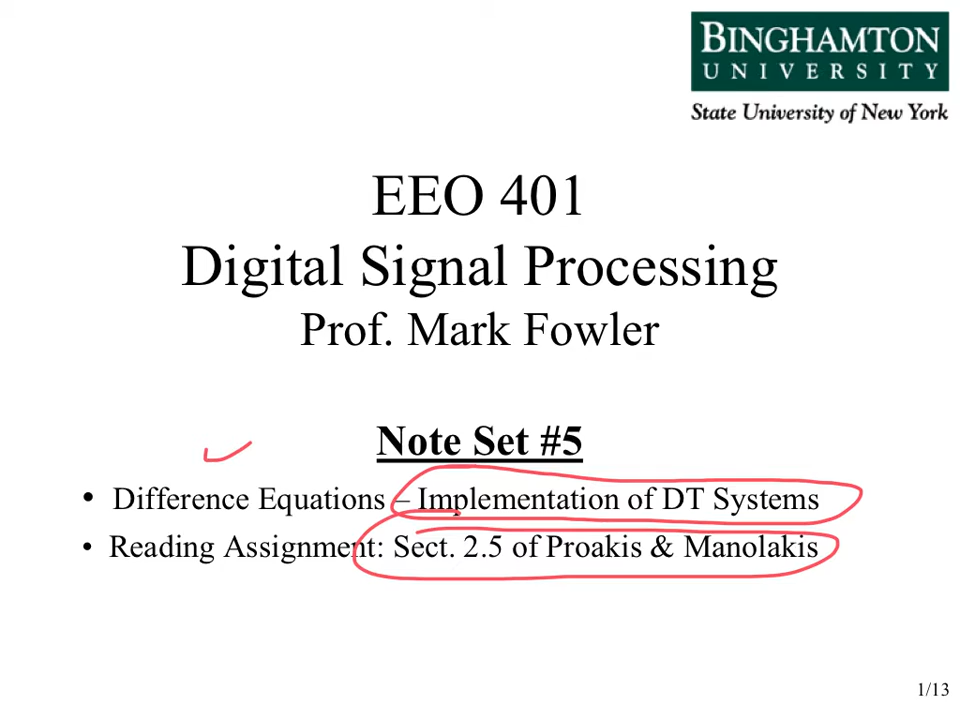 BINGHAMTON
UNIVERSITY
State University of New York
EEO 401
Digital Signal Processing
Prof. Mark Fowler
Note Set #5
• Difference Equations – Implementation of DT Systems
• Reading Assignment: Sect. 2.5 of Proakis & Manolakis
1/13